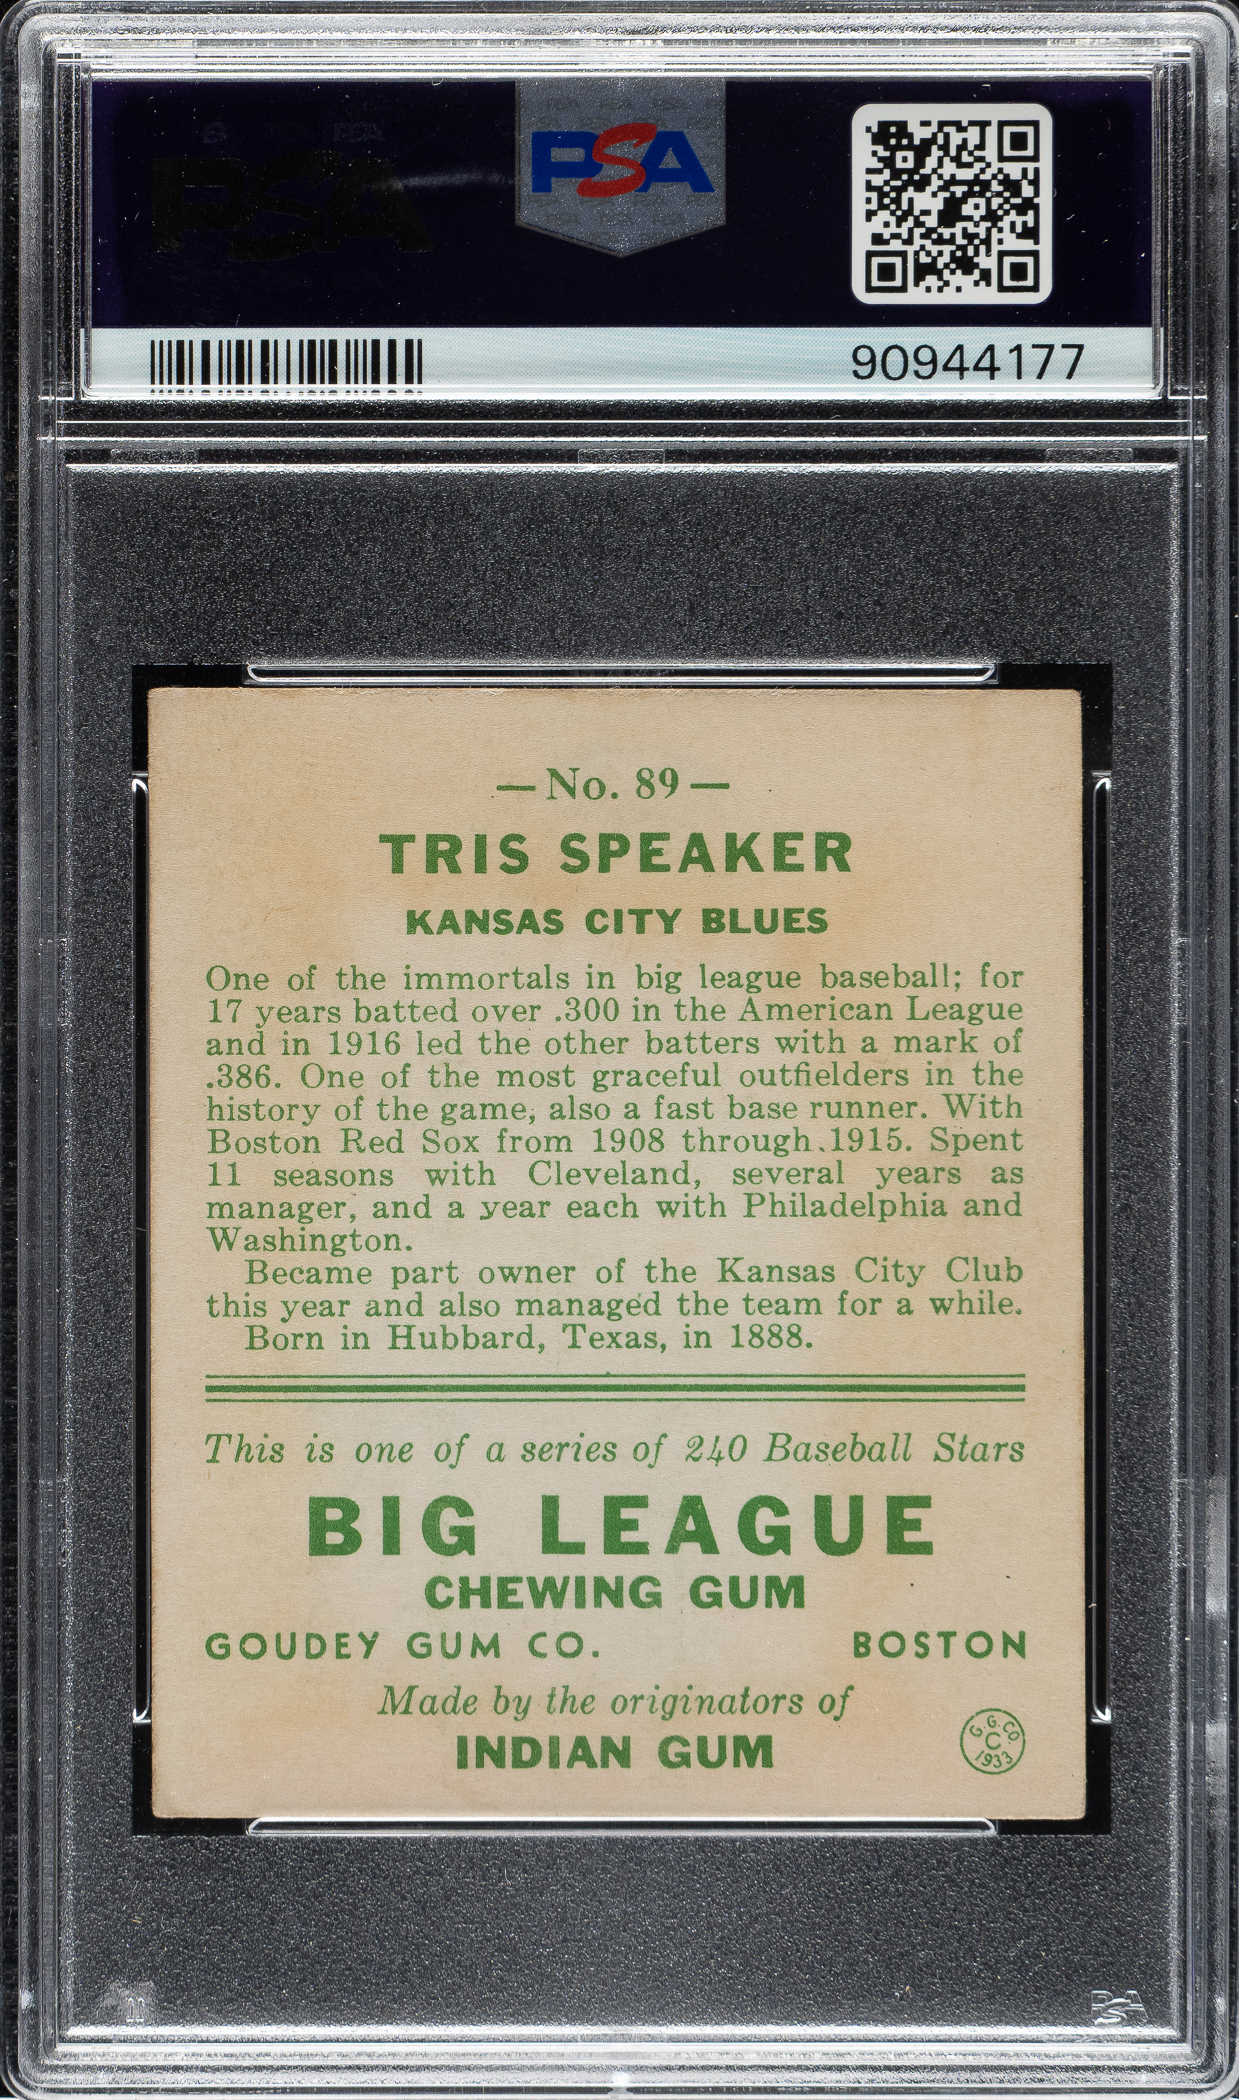 PSA
PSA
90944177
—No. 89—
TRIS SPEAKER
KANSAS CITY BLUES
One of the immortals in big league baseball; for
17 years batted over .300 in the American League
and in 1916 led the other batters with a mark of
.386. One of the most graceful outfielders in the
history of the game, also a fast base runner. With
Boston Red Sox from 1908 through 1915. Spent
11 seasons with Cleveland, several years as
manager, and a year each with Philadelphia and
Washington.
Became part owner of the Kansas City Club
this year and also managed the team for a while.
Born in Hubbard, Texas, in 1888.
This is one of a series of 240 Baseball Stars
BIG LEAGUE
CHEWING GUM
GOUDEY GUM CO. BOSTON
Made by the originators of
INDIAN GUM
G. G. CO.
C
1933
PSA